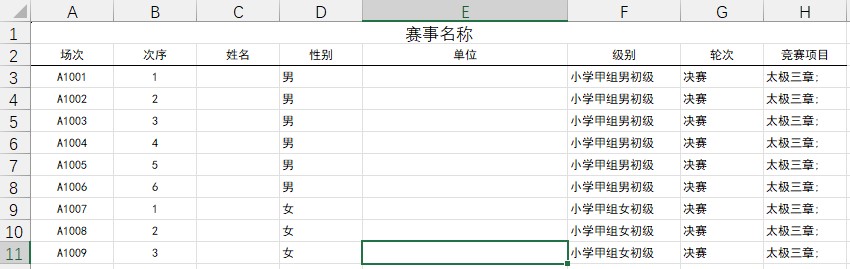 A B C D E F G H
1 赛事名称
2 场次 次序 姓名 性别 单位 级别 轮次 竞赛项目
3 A1001 1 男 小学甲组男初级 决赛 太极三章;
4 A1002 2 男 小学甲组男初级 决赛 太极三章;
5 A1003 3 男 小学甲组男初级 决赛 太极三章;
6 A1004 4 男 小学甲组男初级 决赛 太极三章;
7 A1005 5 男 小学甲组男初级 决赛 太极三章;
8 A1006 6 男 小学甲组男初级 决赛 太极三章;
9 A1007 1 女 小学甲组女初级 决赛 太极三章;
10 A1008 2 女 小学甲组女初级 决赛 太极三章;
11 A1009 3 女 小学甲组女初级 决赛 太极三章;